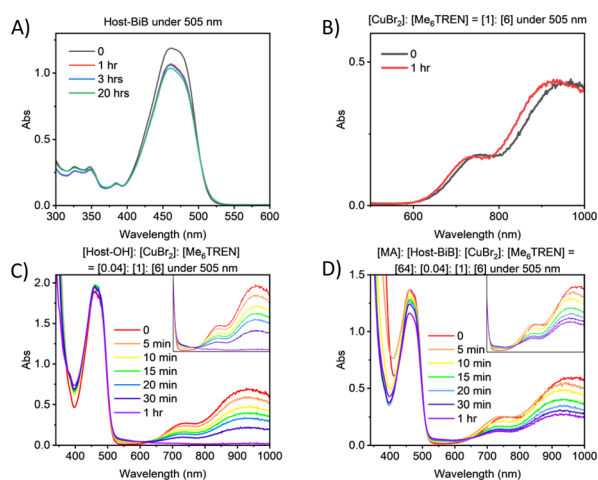 A)
Host-BiB under 505 nm
0
1 hr
3 hrs
20 hrs
Abs
1.0
0.5
0.0
300 350 400 450 500 550 600
Wavelength (nm)
B)
[CuBr₂]: [Me₆TREN] = [1]: [6] under 505 nm
0
1 hr
Abs
0.5
0.0
600 800 1000
Wavelength (nm)
C)
[Host-OH]: [CuBr₂]: [Me₆TREN]
= [0.04]: [1]: [6] under 505 nm
0
5 min
10 min
15 min
20 min
30 min
1 hr
Abs
2.0
1.5
1.0
0.5
0.0
400 500 600 700 800 900 1000
Wavelength (nm)
D)
[MA]: [Host-BiB]: [CuBr₂]: [Me₆TREN] =
[64]: [0.04]: [1]: [6] under 505 nm
0
5 min
10 min
15 min
20 min
30 min
1 hr
Abs
1.5
1.0
0.5
0.0
400 500 600 700 800 900 1000
Wavelength (nm)